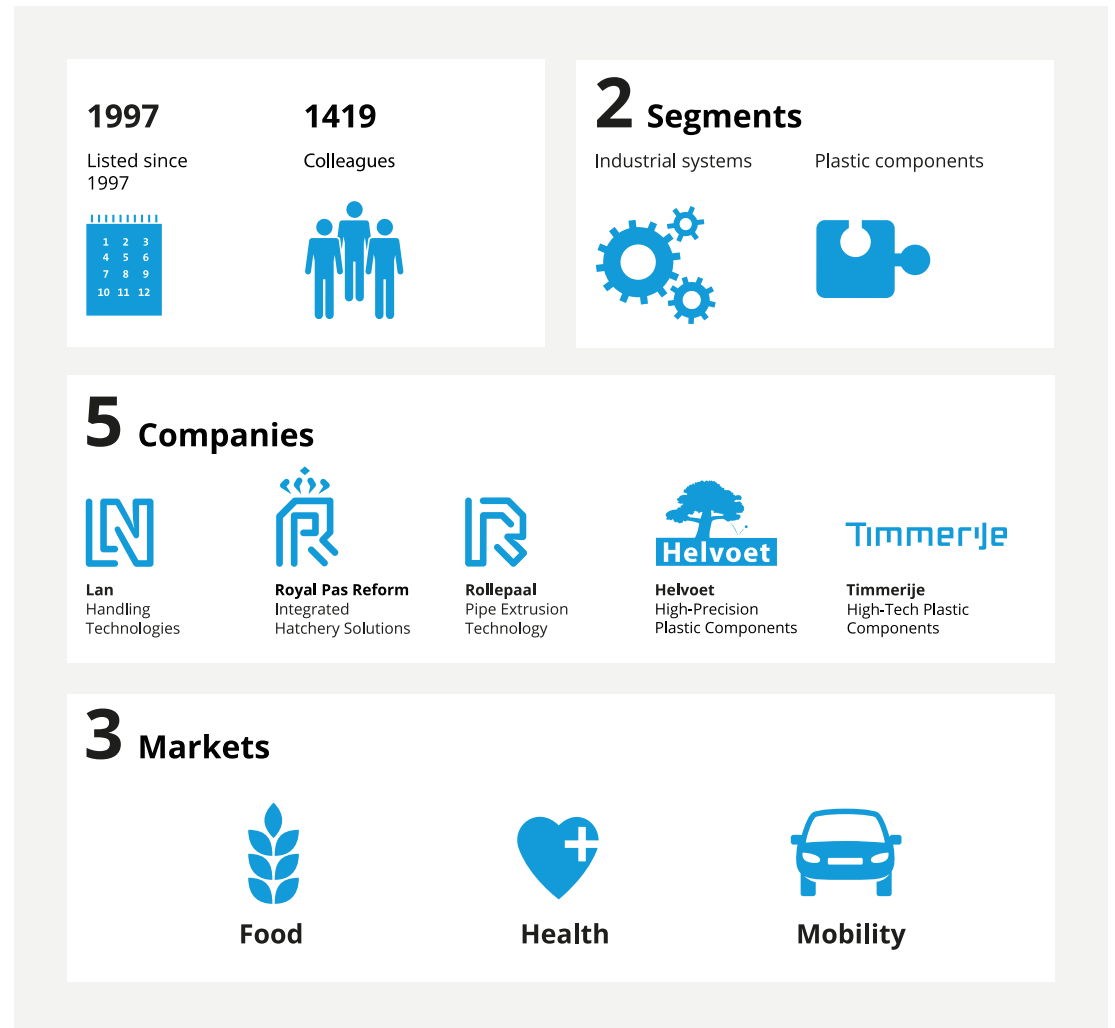 1997
Listed since
1997
1 2 3
4 5 6
7 8 9
10 11 12
1419
Colleagues
2 Segments
Industrial systems
Plastic components
5 Companies
LN
Lan
Handling
Technologies
R
Royal Pas Reform
Integrated
Hatchery Solutions
R
Rollepaal
Pipe Extrusion
Technology
Helvoet
Helvoet
High-Precision
Plastic Components
Timmerije
Timmerije
High-Tech Plastic
Components
3 Markets
Food
Health
Mobility